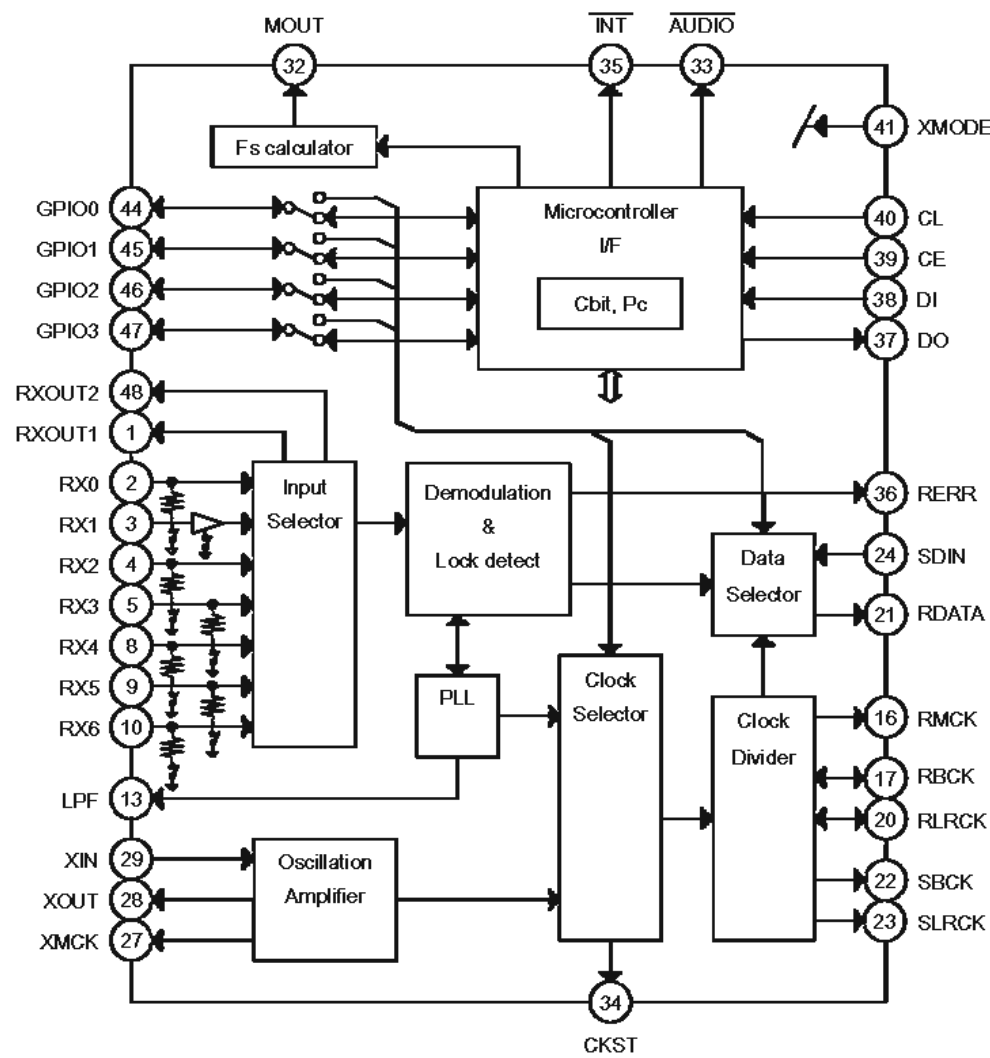 MOUT
INT
AUDIO
32
35
33
Fs calculator
41 XMODE
GPIO0 44
GPIO1 45
GPIO2 46
GPIO3 47
Microcontroller
I/F
Cbit, Pc
40 CL
39 CE
38 DI
37 DO
RXOUT2 48
RXOUT1 1
RX0 2
RX1 3
RX2 4
RX3 5
RX4 8
RX5 9
RX6 10
Input
Selector
Demodulation
&
Lock detect
36 RERR
24 SDIN
21 RDATA
Data
Selector
PLL
Clock
Selector
Clock
Divider
16 RMCK
17 RBCK
20 RLRCK
22 SBCK
23 SLRCK
LPF 13
XIN 29
XOUT 28
XMCK 27
Oscillation
Amplifier
34
CKST